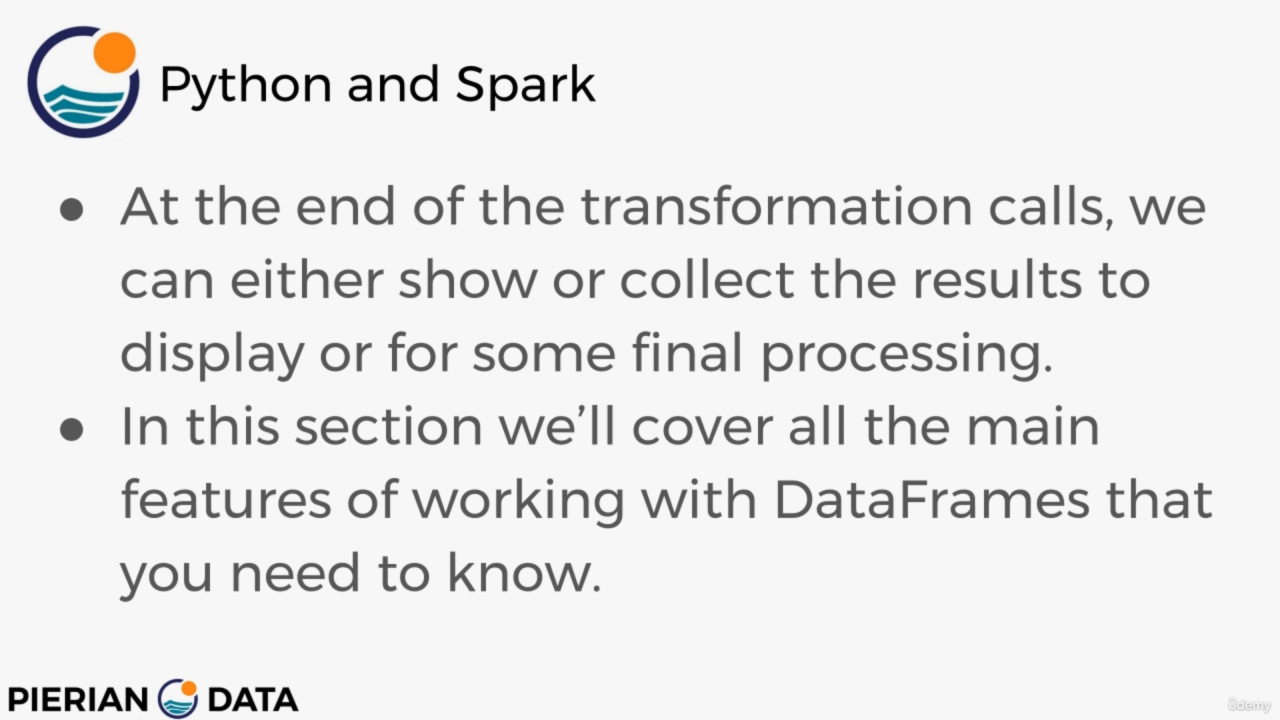 Python and Spark
● At the end of the transformation calls, we
can either show or collect the results to
display or for some final processing.
● In this section we’ll cover all the main
features of working with DataFrames that
you need to know.
PIERIAN DATA
ûdemy